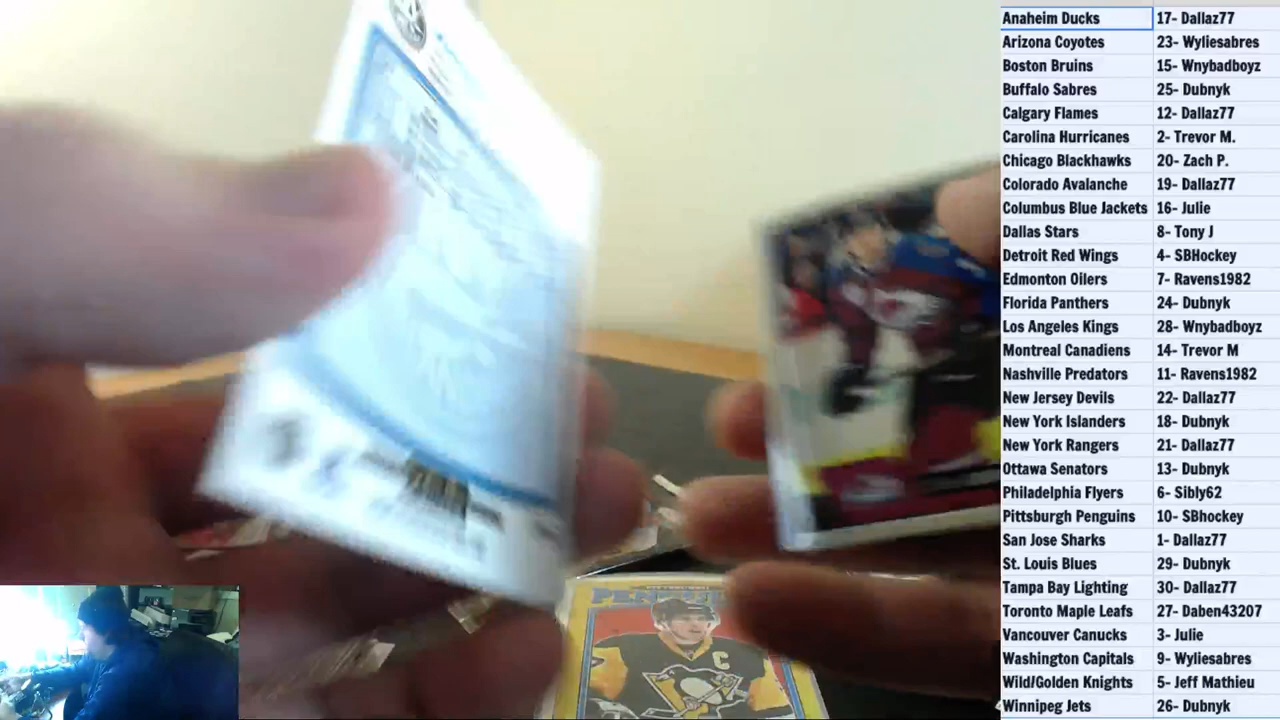 Anaheim Ducks 17- Dallaz77
Arizona Coyotes 23- Wyliesabres
Boston Bruins 15- Wnybadboyz
Buffalo Sabres 25- Dubnyk
Calgary Flames 12- Dallaz77
Carolina Hurricanes 2- Trevor M.
Chicago Blackhawks 20- Zach P.
Colorado Avalanche 19- Dallaz77
Columbus Blue Jackets 16- Julie
Dallas Stars 8- Tony J
Detroit Red Wings 4- SBHockey
Edmonton Oilers 7- Ravens1982
Florida Panthers 24- Dubnyk
Los Angeles Kings 28- Wnybadboyz
Montreal Canadiens 14- Trevor M
Nashville Predators 11- Ravens1982
New Jersey Devils 22- Dallaz77
New York Islanders 18- Dubnyk
New York Rangers 21- Dallaz77
Ottawa Senators 13- Dubnyk
Philadelphia Flyers 6- Sibly62
Pittsburgh Penguins 10- SBhockey
San Jose Sharks 1- Dallaz77
St. Louis Blues 29- Dubnyk
Tampa Bay Lighting 30- Dallaz77
Toronto Maple Leafs 27- Daben43207
Vancouver Canucks 3- Julie
Washington Capitals 9- Wyliesabres
Wild/Golden Knights 5- Jeff Mathieu
Winnipeg Jets 26- Dubnyk
C